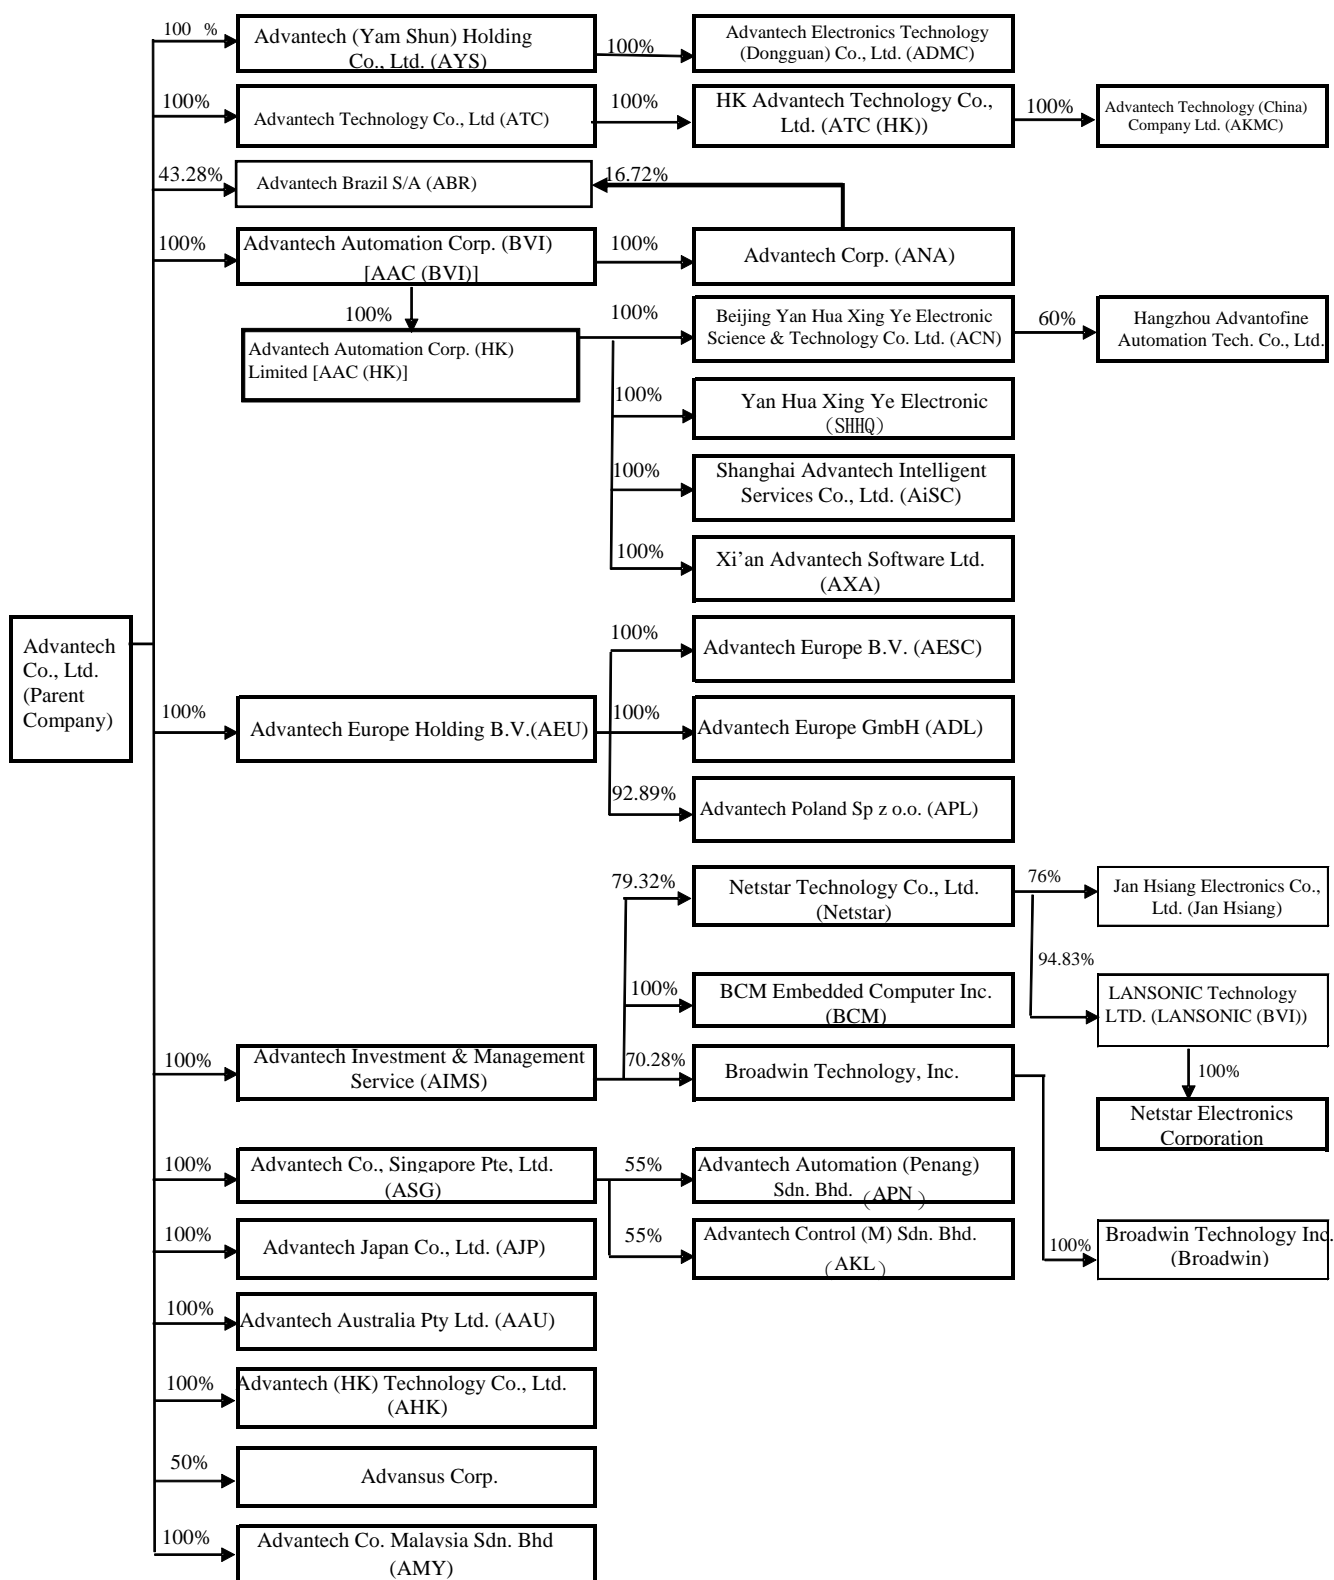 100 %
Advantech (Yam Shun) Holding
Co., Ltd. (AYS)
100%
Advantech Electronics Technology
(Dongguan) Co., Ltd. (ADMC)
100%
Advantech Technology Co., Ltd (ATC)
100%
HK Advantech Technology Co.,
Ltd. (ATC (HK))
100%
Advantech Technology (China)
Company Ltd. (AKMC)
43.28%
Advantech Brazil S/A (ABR)
16.72%
100%
Advantech Automation Corp. (BVI)
[AAC (BVI)]
100%
Advantech Corp. (ANA)
100%
Advantech Automation Corp. (HK)
Limited [AAC (HK)]
100%
Beijing Yan Hua Xing Ye Electronic
Science & Technology Co. Ltd. (ACN)
60%
Hangzhou Advantofine
Automation Tech. Co., Ltd.
100%
Yan Hua Xing Ye Electronic
(SHHQ)
100%
Shanghai Advantech Intelligent
Services Co., Ltd. (AiSC)
100%
Xi’an Advantech Software Ltd.
(AXA)
Advantech
Co., Ltd.
(Parent
Company)
100%
Advantech Europe B.V. (AESC)
100%
Advantech Europe Holding B.V.(AEU)
100%
Advantech Europe GmbH (ADL)
92.89%
Advantech Poland Sp z o.o. (APL)
79.32%
Netstar Technology Co., Ltd.
(Netstar)
76%
Jan Hsiang Electronics Co.,
Ltd. (Jan Hsiang)
94.83%
100%
BCM Embedded Computer Inc.
(BCM)
LANSONIC Technology
LTD. (LANSONIC (BVI))
100%
Advantech Investment & Management
Service (AIMS)
70.28%
Broadwin Technology, Inc.
100%
Netstar Electronics
Corporation
100%
Advantech Co., Singapore Pte, Ltd.
(ASG)
55%
Advantech Automation (Penang)
Sdn. Bhd. (APN)
100%
Advantech Japan Co., Ltd. (AJP)
55%
Advantech Control (M) Sdn. Bhd.
(AKL)
100%
Broadwin Technology Inc.
(Broadwin)
100%
Advantech Australia Pty Ltd. (AAU)
100%
Advantech (HK) Technology Co., Ltd.
(AHK)
50%
Advansus Corp.
100%
Advantech Co. Malaysia Sdn. Bhd
(AMY)